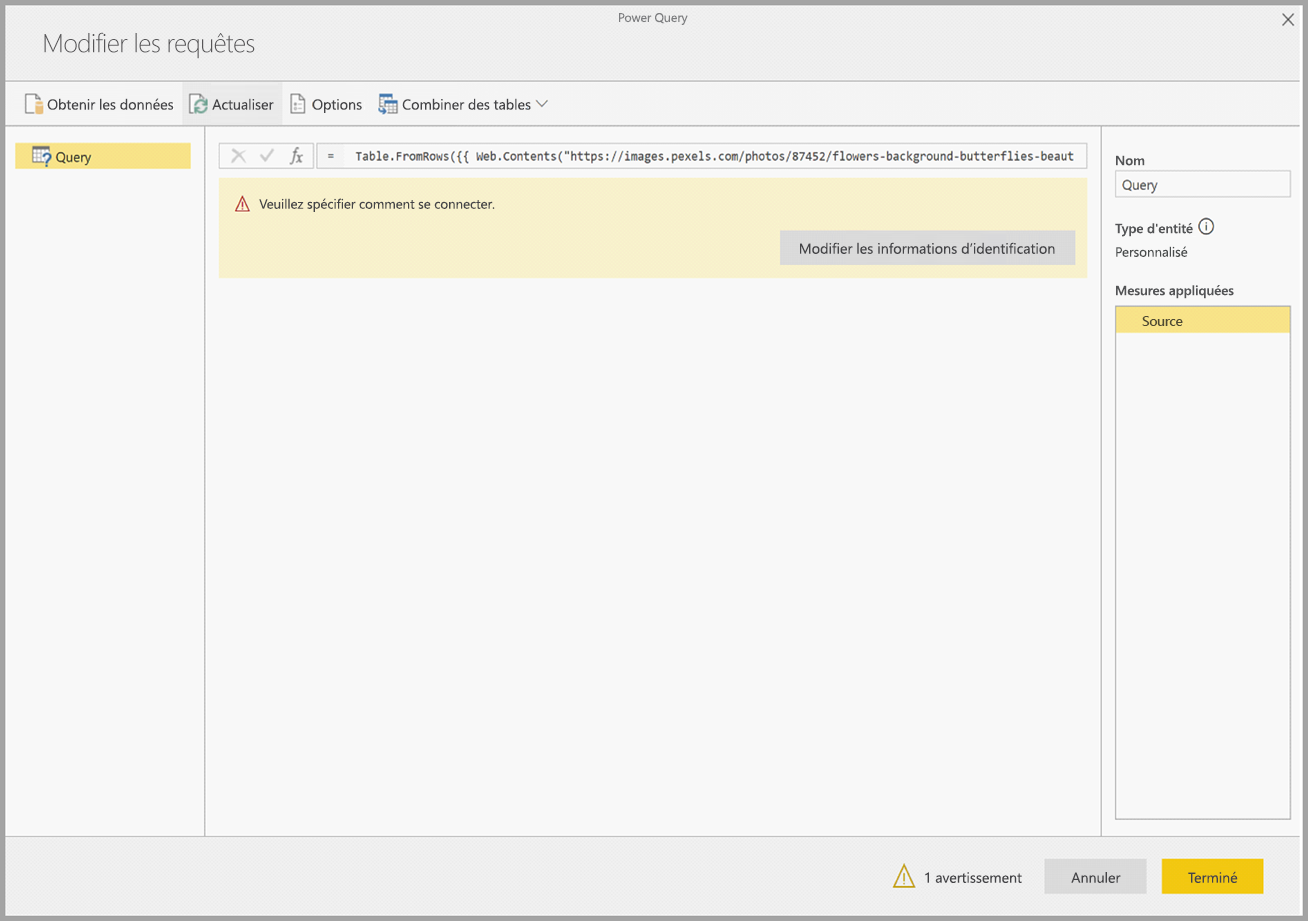 Power Query
Modifier les requêtes
Obtenir les données Actualiser Options Combiner des tables
Query
fx = Table.FromRows({{ Web.Contents("https://images.pexels.com/photos/87452/flowers-background-butterflies-beaut
Veuillez spécifier comment se connecter.
Modifier les informations d’identification
Nom
Query
Type d'entité
Personnalisé
Mesures appliquées
Source
1 avertissement Annuler Terminé